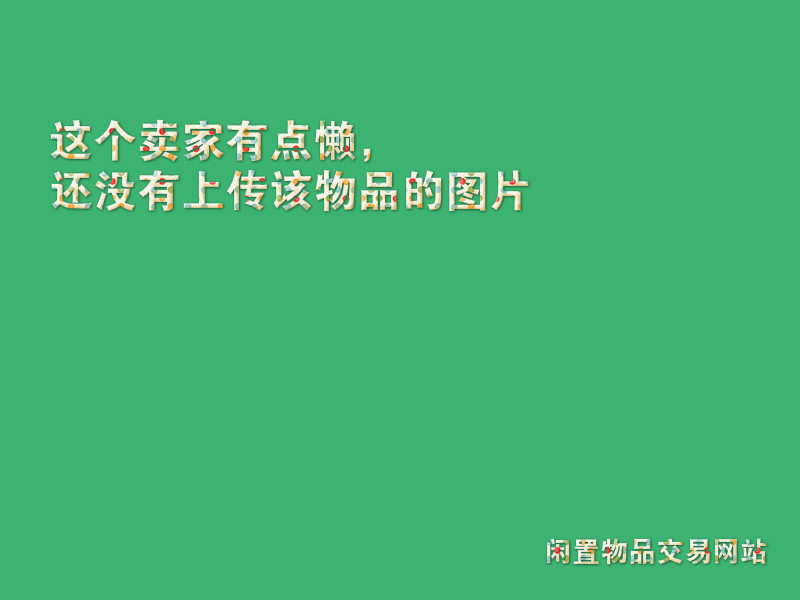 这个卖家有点懒，
还没有上传该物品的图片
闲置物品交易网站